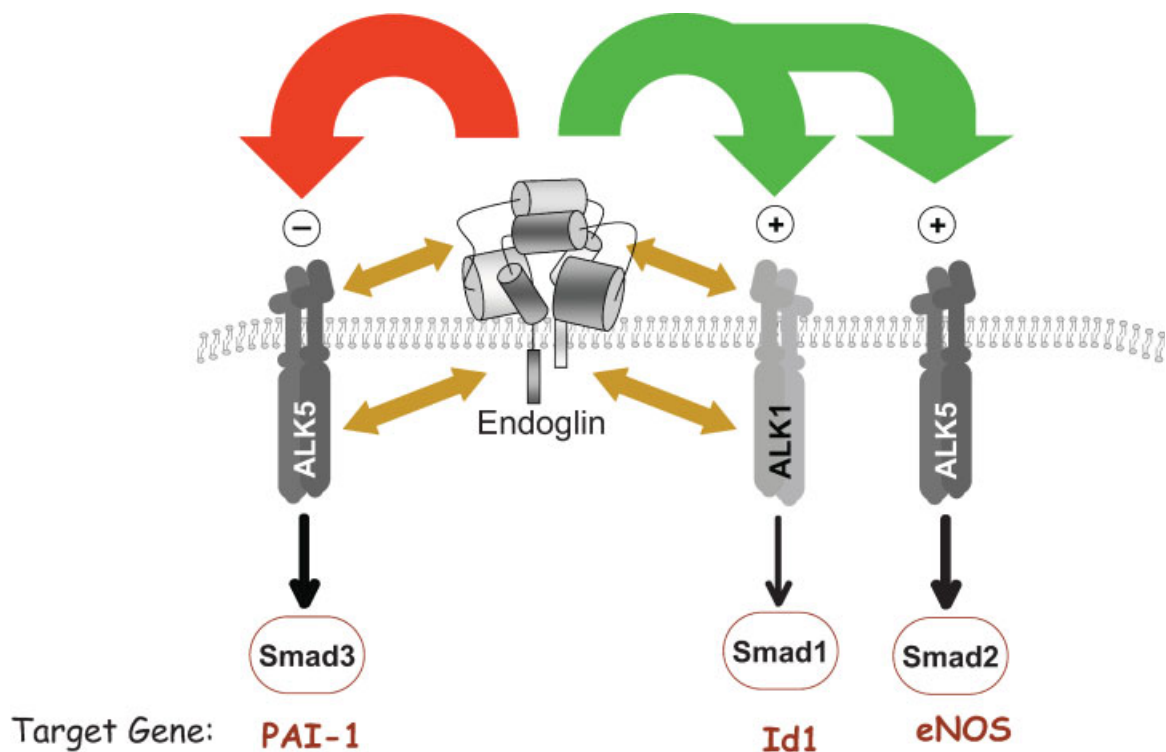 −
+
+
ALK5
Endoglin
ALK1
ALK5
Smad3
Smad1
Smad2
Target Gene: PAI-1 Id1 eNOS